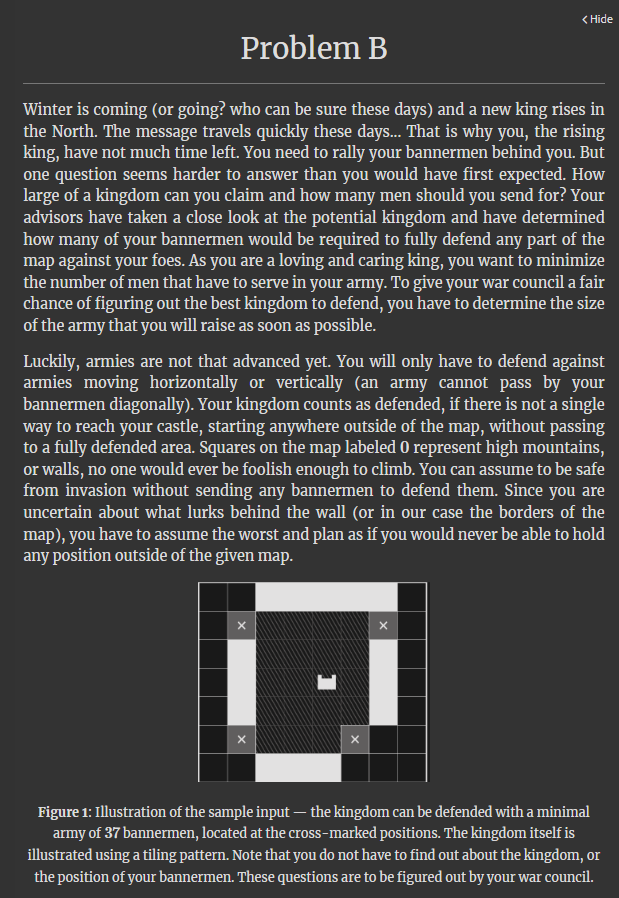 Hide
Problem B
Winter is coming (or going? who can be sure these days) and a new king rises in
the North. The message travels quickly these days... That is why you, the rising
king, have not much time left. You need to rally your bannermen behind you. But
one question seems harder to answer than you would have first expected. How
large of a kingdom can you claim and how many men should you send for? Your
advisors have taken a close look at the potential kingdom and have determined
how many of your bannermen would be required to fully defend any part of the
map against your foes. As you are a loving and caring king, you want to minimize
the number of men that have to serve in your army. To give your war council a fair
chance of figuring out the best kingdom to defend, you have to determine the size
of the army that you will raise as soon as possible.
Luckily, armies are not that advanced yet. You will only have to defend against
armies moving horizontally or vertically (an army cannot pass by your
bannermen diagonally). Your kingdom counts as defended, if there is not a single
way to reach your castle, starting anywhere outside of the map, without passing
to a fully defended area. Squares on the map labeled 0 represent high mountains,
or walls, no one would ever be foolish enough to climb. You can assume to be safe
from invasion without sending any bannermen to defend them. Since you are
uncertain about what lurks behind the wall (or in our case the borders of the
map), you have to assume the worst and plan as if you would never be able to hold
any position outside of the given map.
× ×
× ×
Figure 1: Illustration of the sample input — the kingdom can be defended with a minimal
army of 37 bannermen, located at the cross-marked positions. The kingdom itself is
illustrated using a tiling pattern. Note that you do not have to find out about the kingdom, or
the position of your bannermen. These questions are to be figured out by your war council.